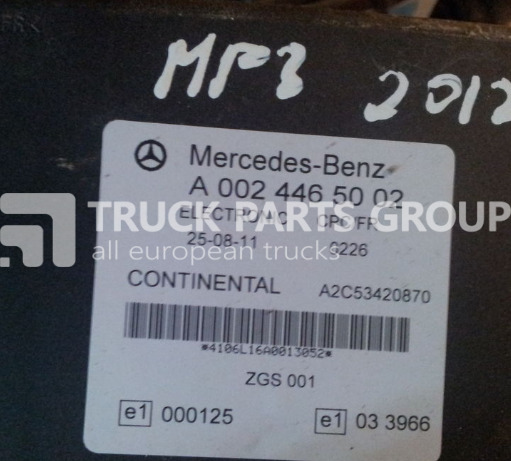 MP3 2012
Mercedes-Benz
A 002 446 50 02
ELECTRONIC CPC/FR
25-08-11 0226
TRUCK PARTS GROUP
all european trucks
CONTINENTAL A2C53420870
*4106L16A0013052*
ZGS 001
e1 000125 e1 03 3966